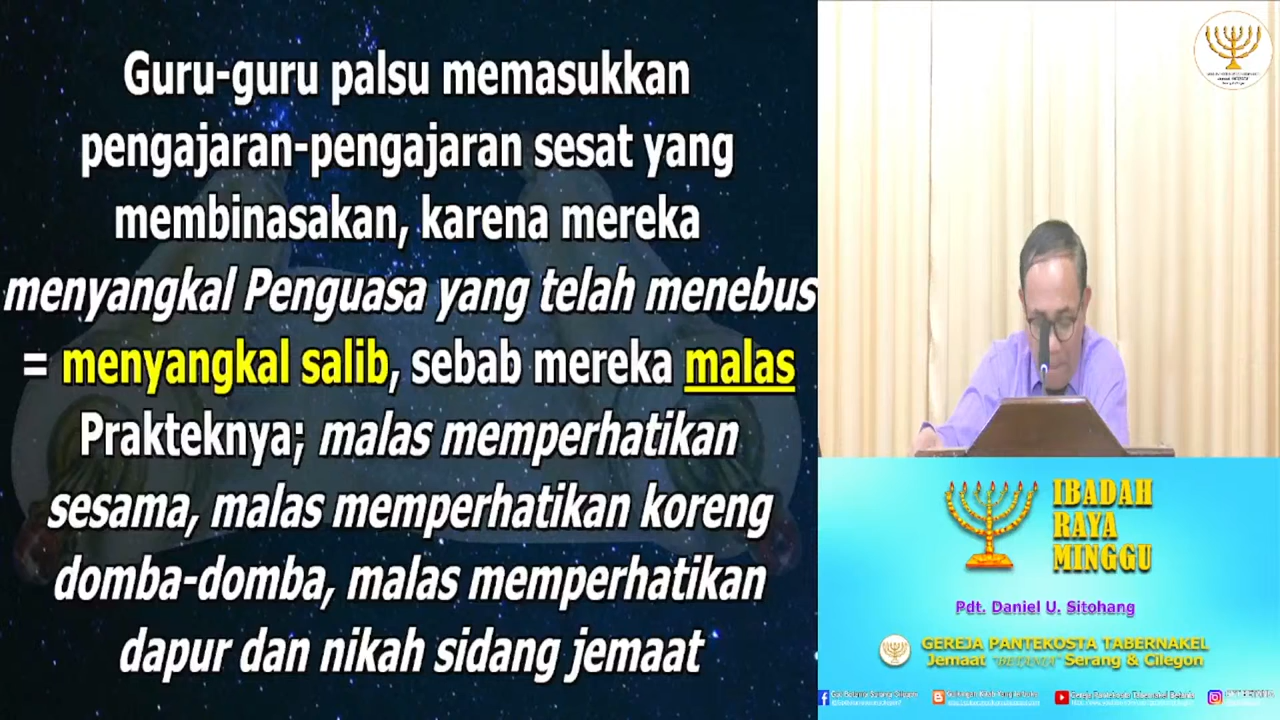 Guru-guru palsu memasukkan
pengajaran-pengajaran sesat yang
membinasakan, karena mereka
menyangkal Penguasa yang telah menebus
= menyangkal salib, sebab mereka malas
Prakteknya; malas memperhatikan
sesama, malas memperhatikan koreng
domba-domba, malas memperhatikan
dapur dan nikah sidang jemaat
IBADAH
RAYA
MINGGU
Pdt. Daniel U. Sitohang
GEREJA PANTEKOSTA TABERNAKEL
Jemaat "BETANIA" Serang & Cilegon